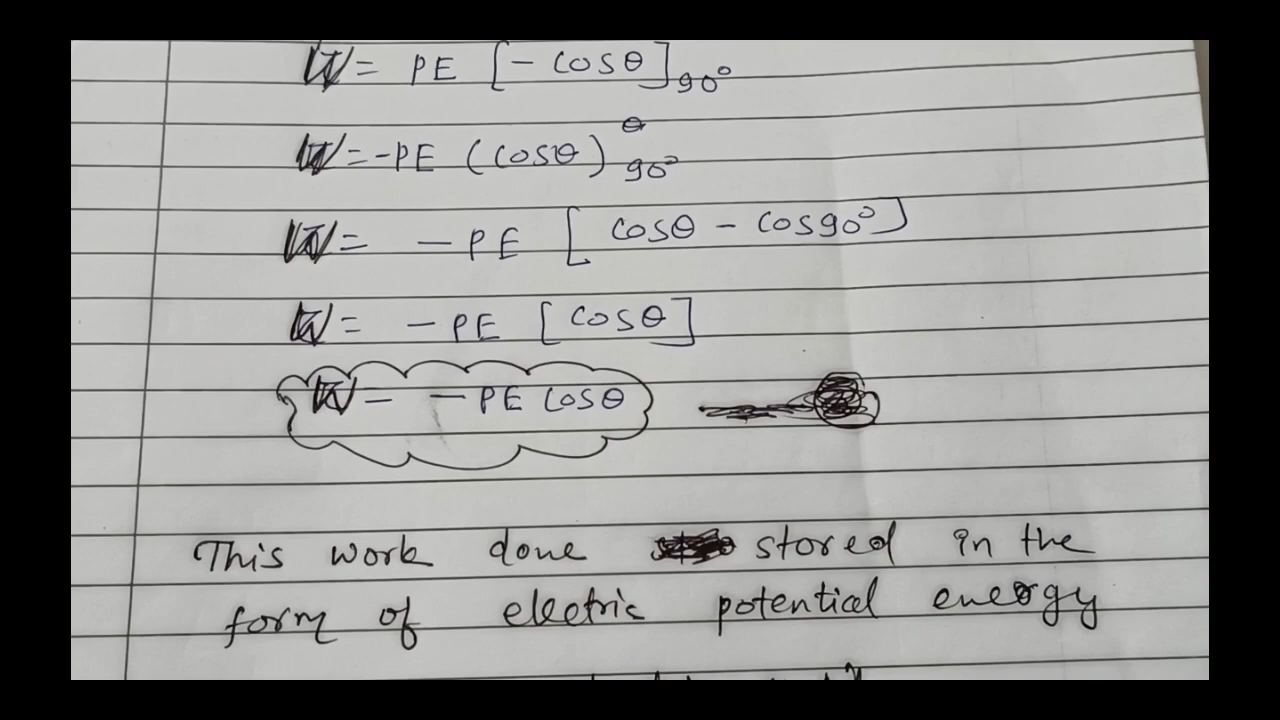 W = PE [- cosθ] 90°
W = -PE (cosθ) θ 90°
W = - PE [cosθ - cos90°]
W = - PE [cosθ]
W = - PE cosθ
This work done stored in the
form of electric potential energy